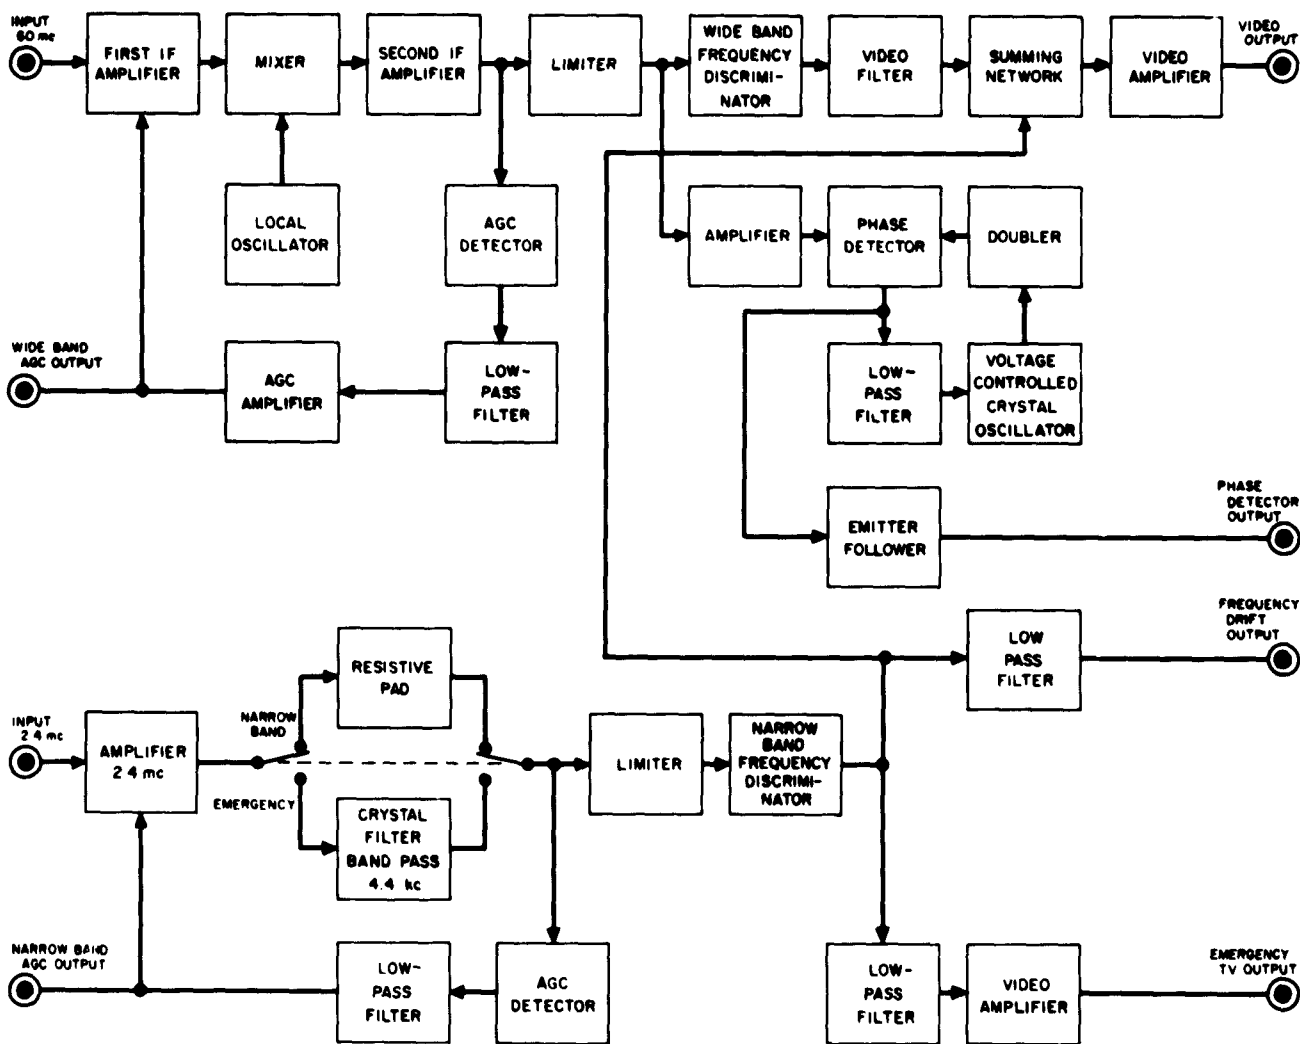 INPUT
60 mc
FIRST IF
AMPLIFIER
MIXER
SECOND IF
AMPLIFIER
LIMITER
WIDE BAND
FREQUENCY
DISCRIMI-
NATOR
VIDEO
FILTER
SUMMING
NETWORK
VIDEO
AMPLIFIER
VIDEO
OUTPUT
LOCAL
OSCILLATOR
AGC
DETECTOR
AMPLIFIER
PHASE
DETECTOR
DOUBLER
WIDE BAND
AGC OUTPUT
AGC
AMPLIFIER
LOW-
PASS
FILTER
LOW-
PASS
FILTER
VOLTAGE
CONTROLLED
CRYSTAL
OSCILLATOR
EMITTER
FOLLOWER
PHASE
DETECTOR
OUTPUT
RESISTIVE
PAD
LOW
PASS
FILTER
FREQUENCY
DRIFT
OUTPUT
INPUT
2.4 mc
AMPLIFIER
2.4 mc
NARROW
BAND
EMERGENCY
CRYSTAL
FILTER
BAND PASS
4.4 kc
LIMITER
NARROW
BAND
FREQUENCY
DISCRIMI-
NATOR
NARROW BAND
AGC OUTPUT
LOW-
PASS
FILTER
AGC
DETECTOR
LOW-
PASS
FILTER
VIDEO
AMPLIFIER
EMERGENCY
TV OUTPUT